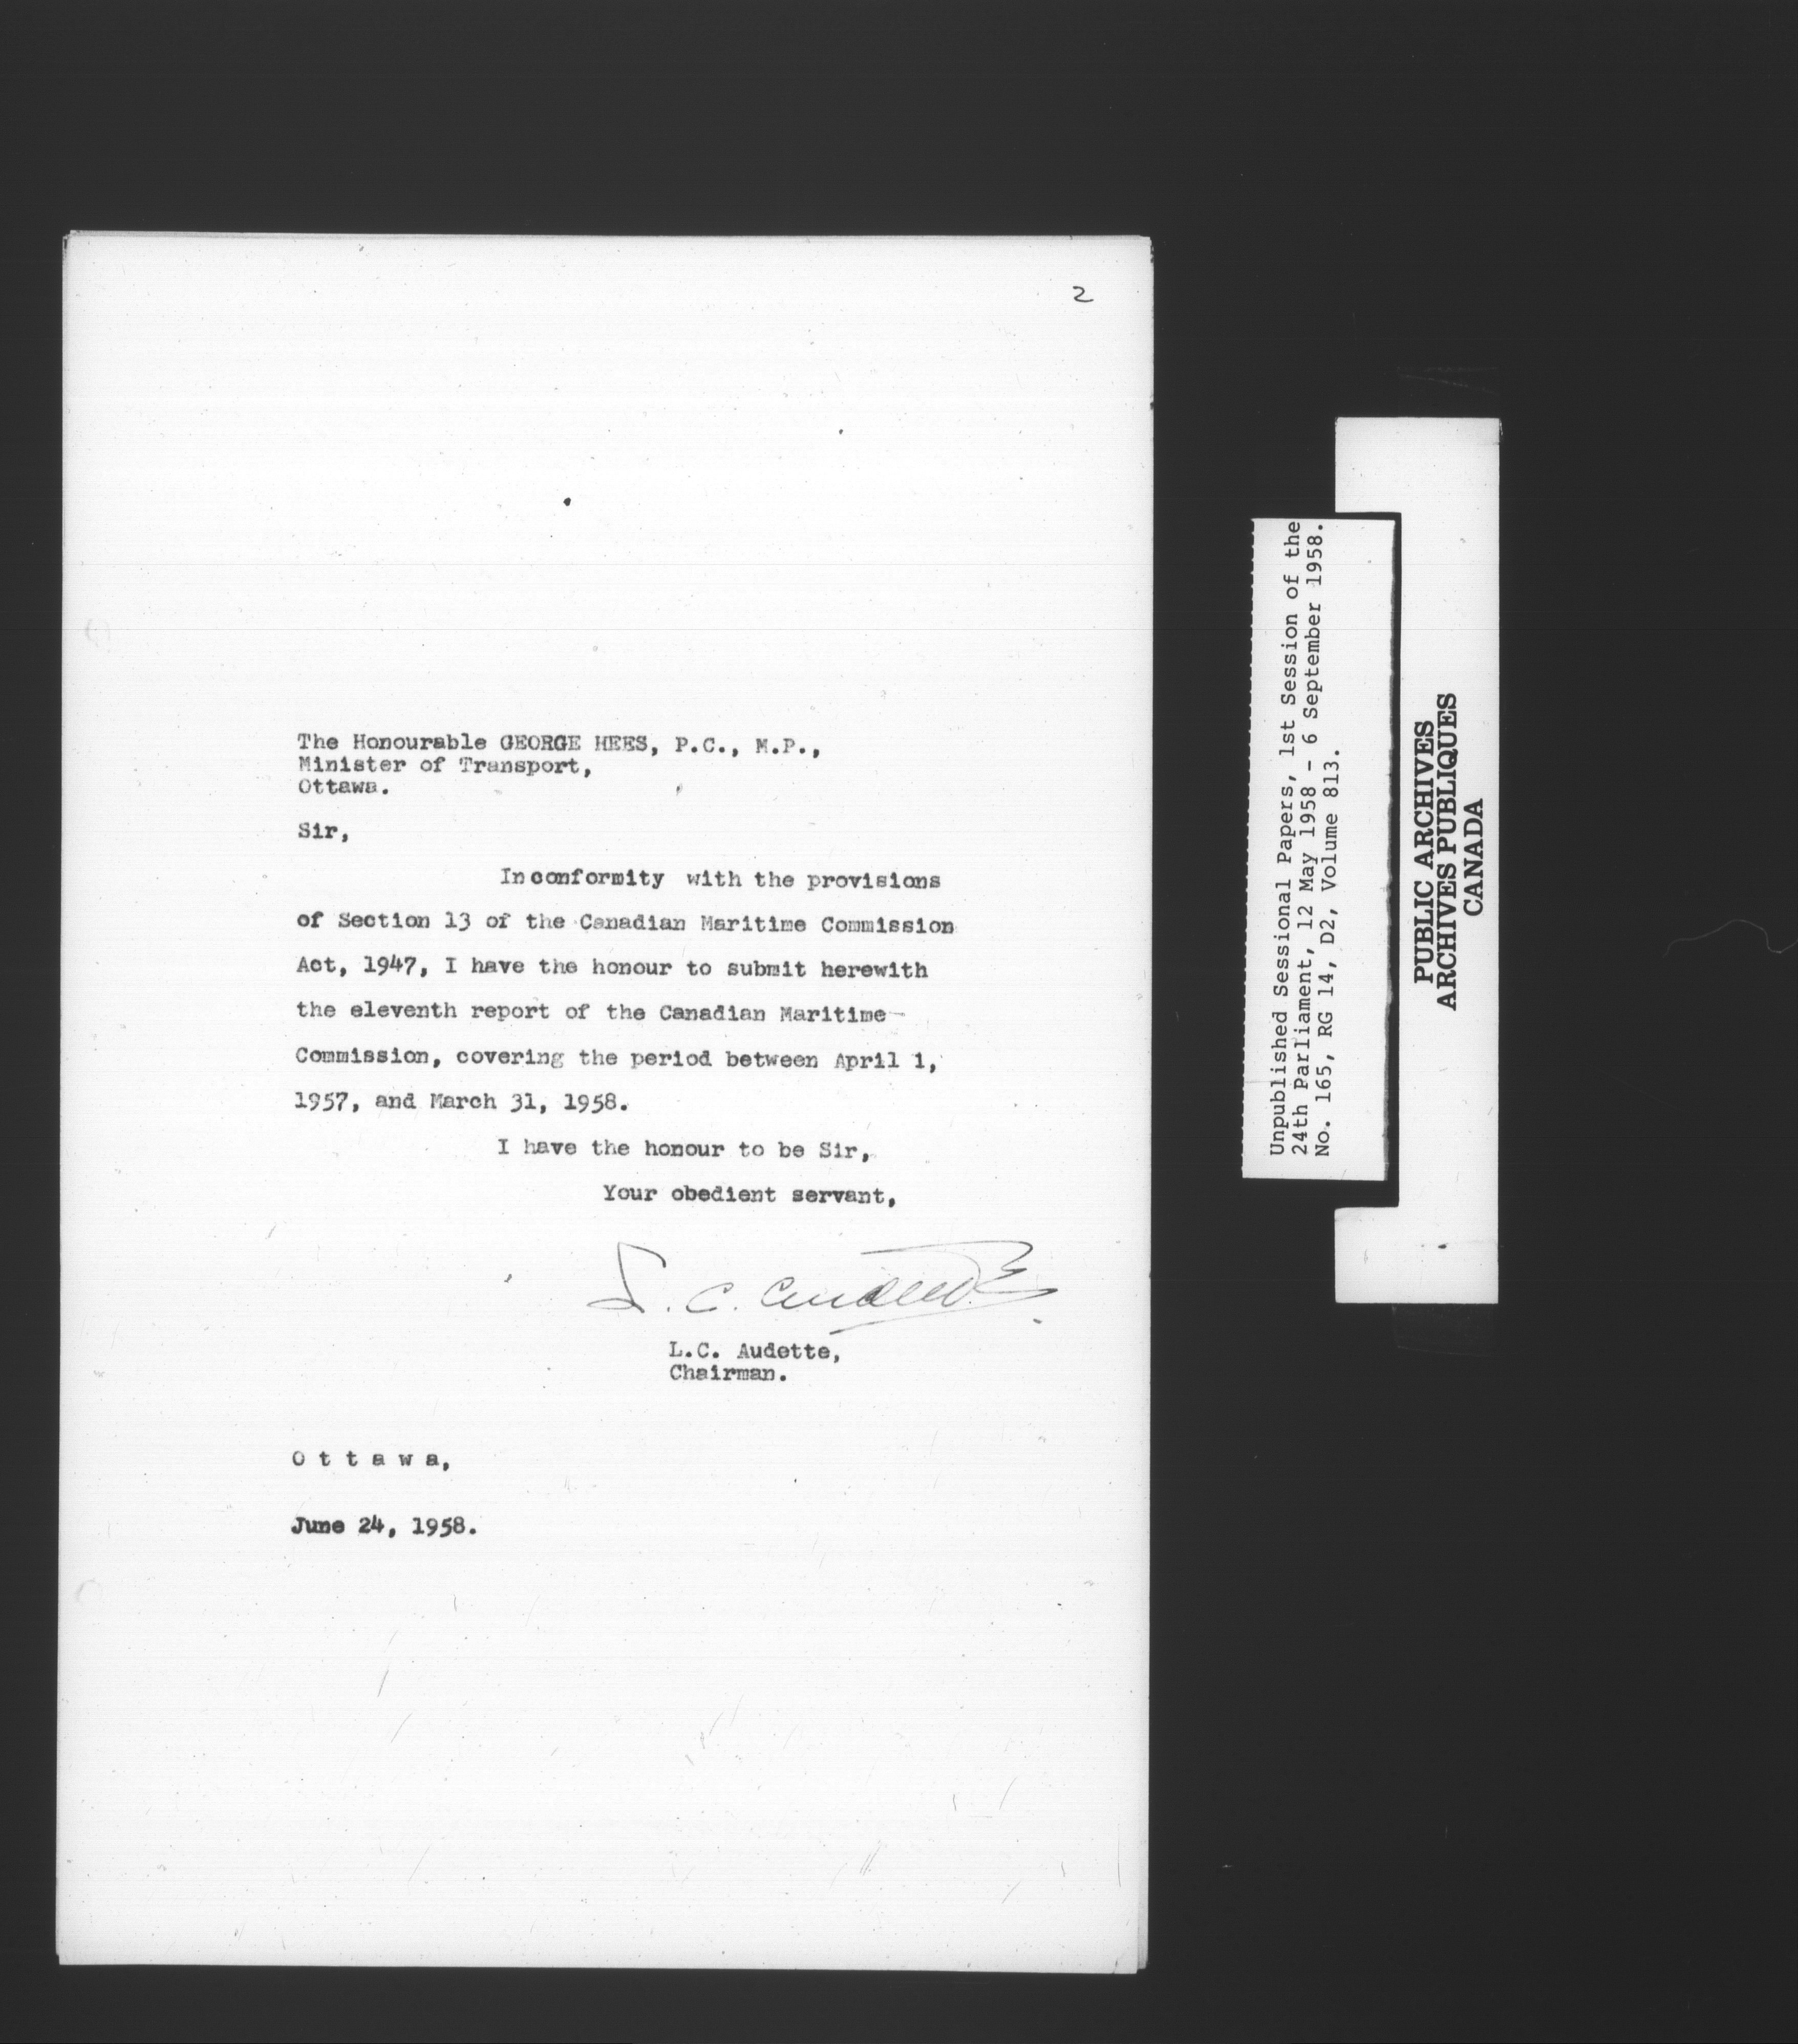 2
The Honourable GEORGE HEES, P.C., M.P.,
Minister of Transport,
Ottawa.
Sir,
In conformity with the provisions
of Section 13 of the Canadian Maritime Commission
Act, 1947, I have the honour to submit herewith
the eleventh report of the Canadian Maritime
Commission, covering the period between April 1,
1957, and March 31, 1958.
I have the honour to be Sir,
Your obedient servant,
L. C. Audette
L.C. Audette,
Chairman.
O t t a w a,
June 24, 1958.
Unpublished Sessional Papers, 1st Session of the
24th Parliament, 12 May 1958 - 6 September 1958.
No. 165, RG 14, D2, Volume 813.
PUBLIC ARCHIVES
ARCHIVES PUBLIQUES
CANADA